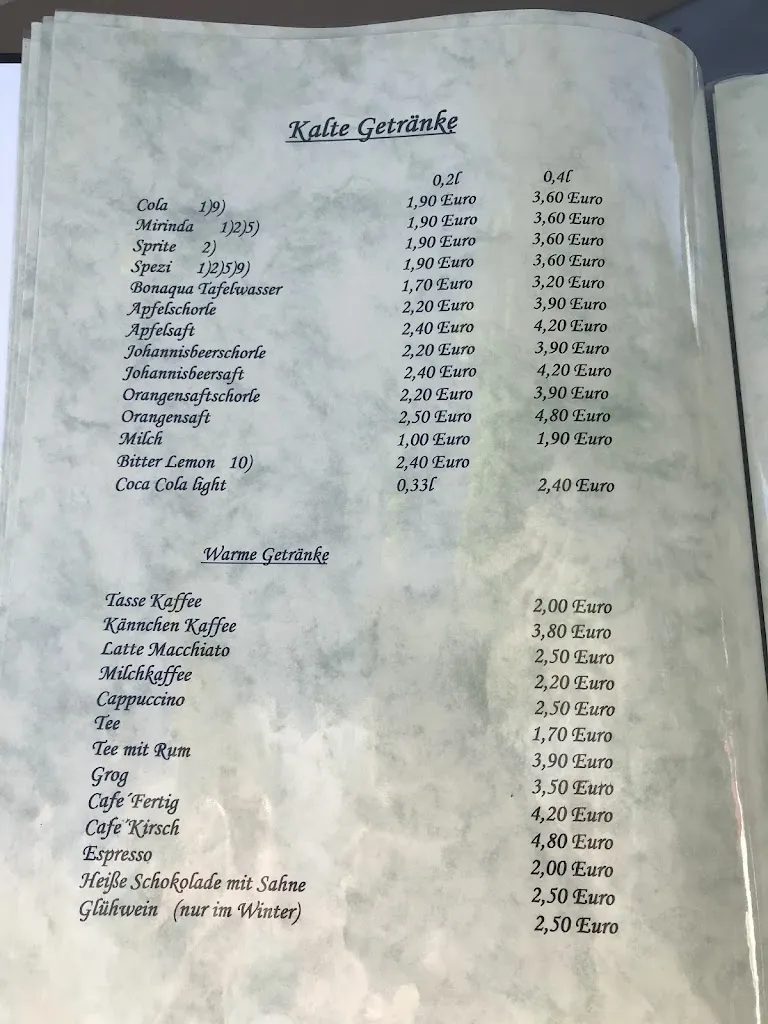 Kalte Getränke
0,2l 0,4l
Cola 1)9) 1,90 Euro 3,60 Euro
Mirinda 1)2)5) 1,90 Euro 3,60 Euro
Sprite 2) 1,90 Euro 3,60 Euro
Spezi 1)2)5)9) 1,90 Euro 3,60 Euro
Bonaqua Tafelwasser 1,70 Euro 3,20 Euro
Apfelschorle 2,20 Euro 3,90 Euro
Apfelsaft 2,40 Euro 4,20 Euro
Johannisbeerschorle 2,20 Euro 3,90 Euro
Johannisbeersaft 2,40 Euro 4,20 Euro
Orangensaftschorle 2,20 Euro 3,90 Euro
Orangensaft 2,50 Euro 4,80 Euro
Milch 1,00 Euro 1,90 Euro
Bitter Lemon 10) 2,40 Euro
Coca Cola light 0,33l 2,40 Euro
Warme Getränke
Tasse Kaffee 2,00 Euro
Kännchen Kaffee 3,80 Euro
Latte Macchiato 2,50 Euro
Milchkaffee 2,20 Euro
Cappuccino 2,50 Euro
Tee 1,70 Euro
Tee mit Rum 3,90 Euro
Grog 3,50 Euro
Cafe´Fertig 4,20 Euro
Cafe´Kirsch 4,80 Euro
Espresso 2,00 Euro
Heiße Schokolade mit Sahne 2,50 Euro
Glühwein (nur im Winter) 2,50 Euro